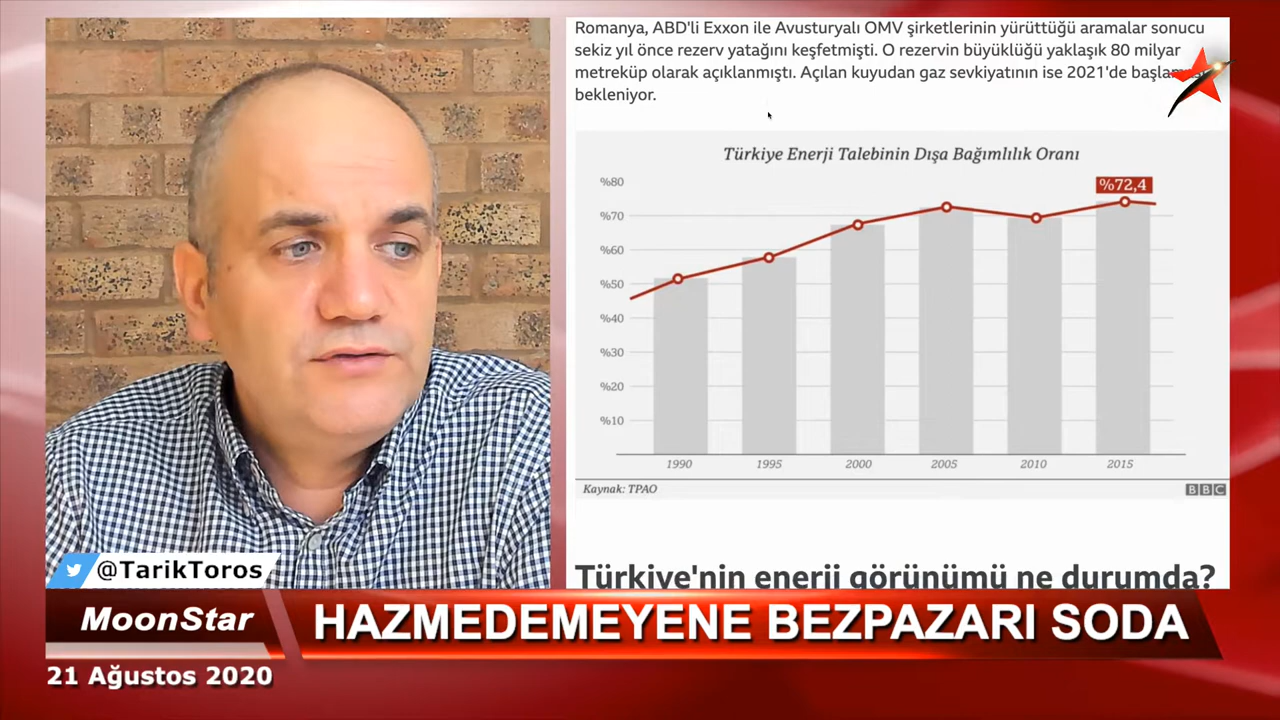 Romanya, ABD'li Exxon ile Avusturyalı OMV şirketlerinin yürüttüğü aramalar sonucu
sekiz yıl önce rezerv yatağını keşfetmişti. O rezervin büyüklüğü yaklaşık 80 milyar
metreküp olarak açıklanmıştı. Açılan kuyudan gaz sevkiyatının ise 2021'de başlaması
bekleniyor.
Türkiye Enerji Talebinin Dışa Bağımlılık Oranı
%80
%72,4
%70
%60
%50
%40
%30
%20
%10
1990 1995 2000 2005 2010 2015
Kaynak: TPAO
BBC
Türkiye'nin enerji görünümü ne durumda?
@TarikToros
MoonStar
HAZMEDEMEYENE BEZPAZARI SODA
21 Ağustos 2020